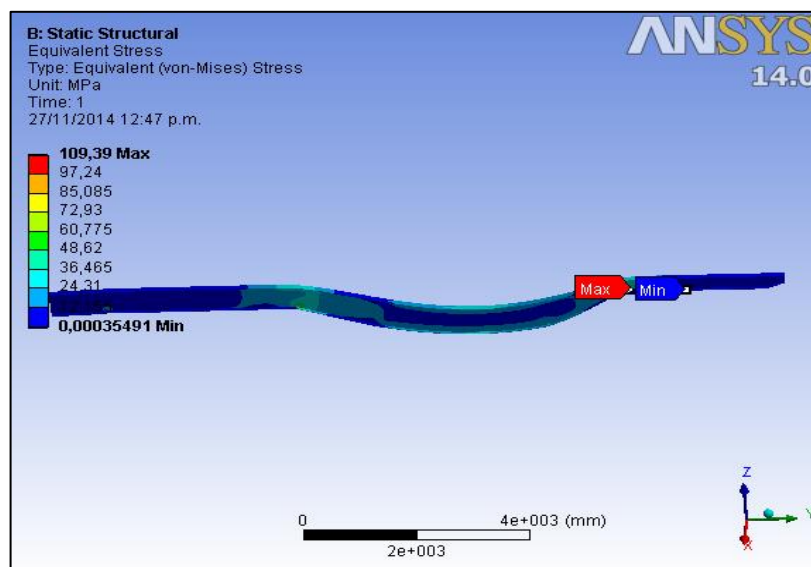 B: Static Structural
Equivalent Stress
Type: Equivalent (von-Mises) Stress
Unit: MPa
Time: 1
27/11/2014 12:47 p.m.
ANSYS
14.0
109,39 Max
97,24
85,085
72,93
60,775
48,62
36,465
24,31
0,00035491 Min
Max
Min
Z
Y
X
0
4e+003 (mm)
2e+003